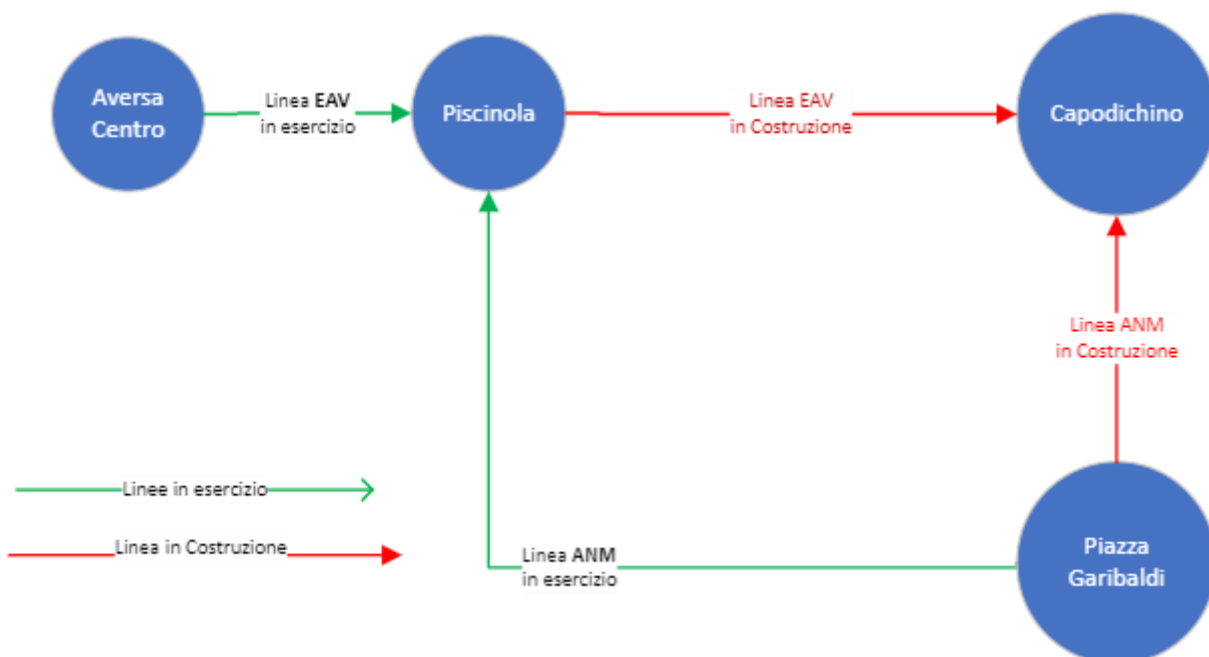 Aversa
Centro
Linea EAV
in esercizio
Piscinola
Linea EAV
in Costruzione
Capodichino
Linea ANM
in Costruzione
Linee in esercizio
Linea in Costruzione
Linea ANM
in esercizio
Piazza
Garibaldi